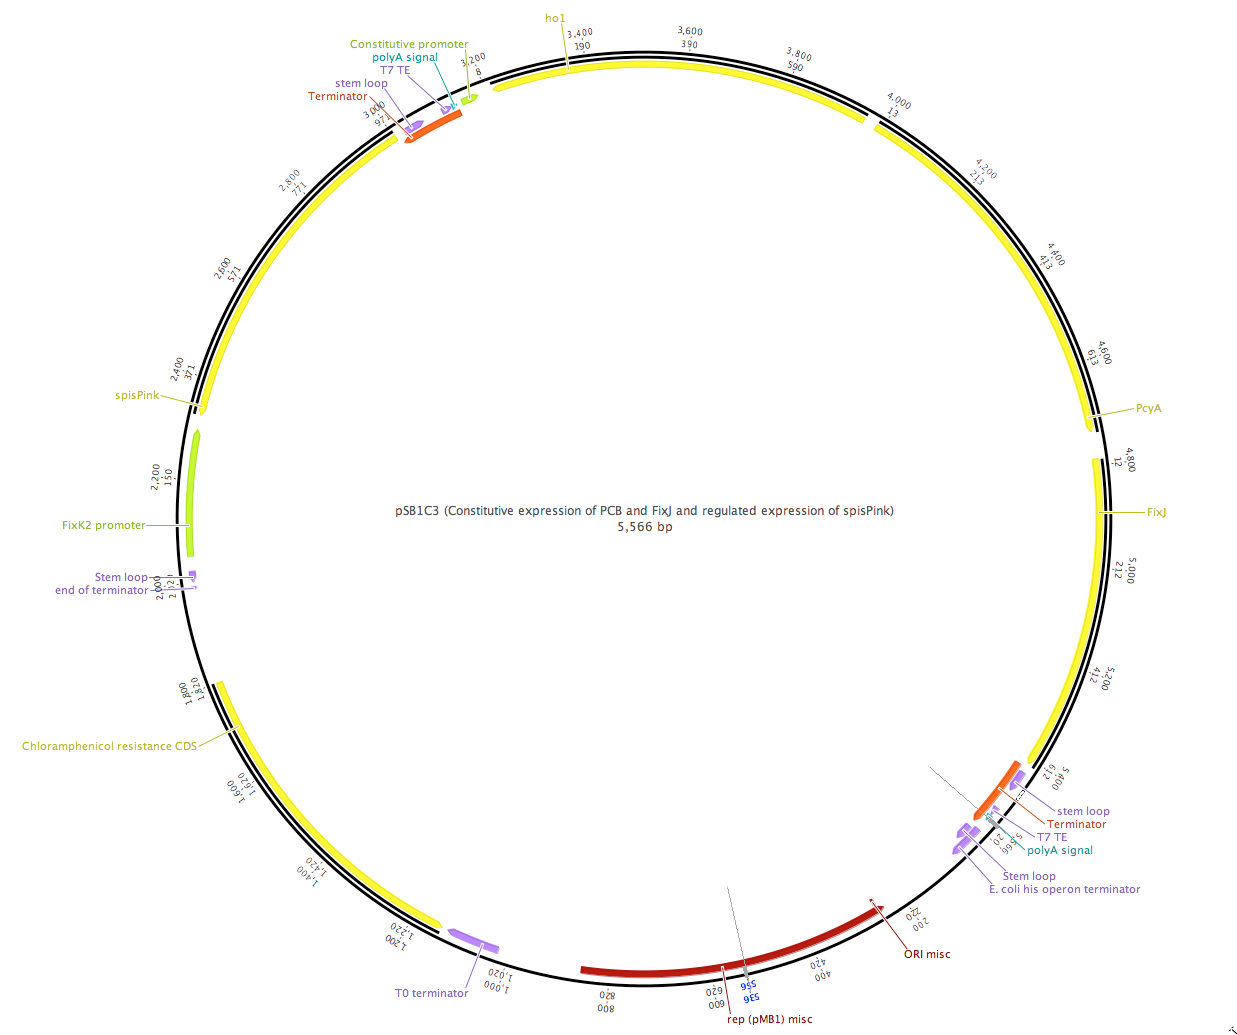 ho1
3,400
190
3,600
390
3,800
590
4,000
13
4,200
213
4,400
413
4,600
613
PcyA
4,800
12
FixJ
5,000
212
5,200
412
5,400
612
stem loop
Terminator
T7 TE
polyA signal
5,566
20
Stem loop
E. coli his operon terminator
200
220
ORI misc
400
420
556
536
rep (pMB1) misc
600
620
800
820
1,000
1,020
T0 terminator
1,200
1,220
1,400
1,420
1,600
1,620
Chloramphenicol resistance CDS
1,800
1,820
2,000
end of terminator
Stem loop
FixK2 promoter
2,200
150
spisPink
2,400
371
2,600
571
2,800
771
3,000
971
Terminator
stem loop
T7 TE
polyA signal
Constitutive promoter
3,200
8
pSB1C3 (Constitutive expression of PCB and FixJ and regulated expression of spisPink)
5,566 bp